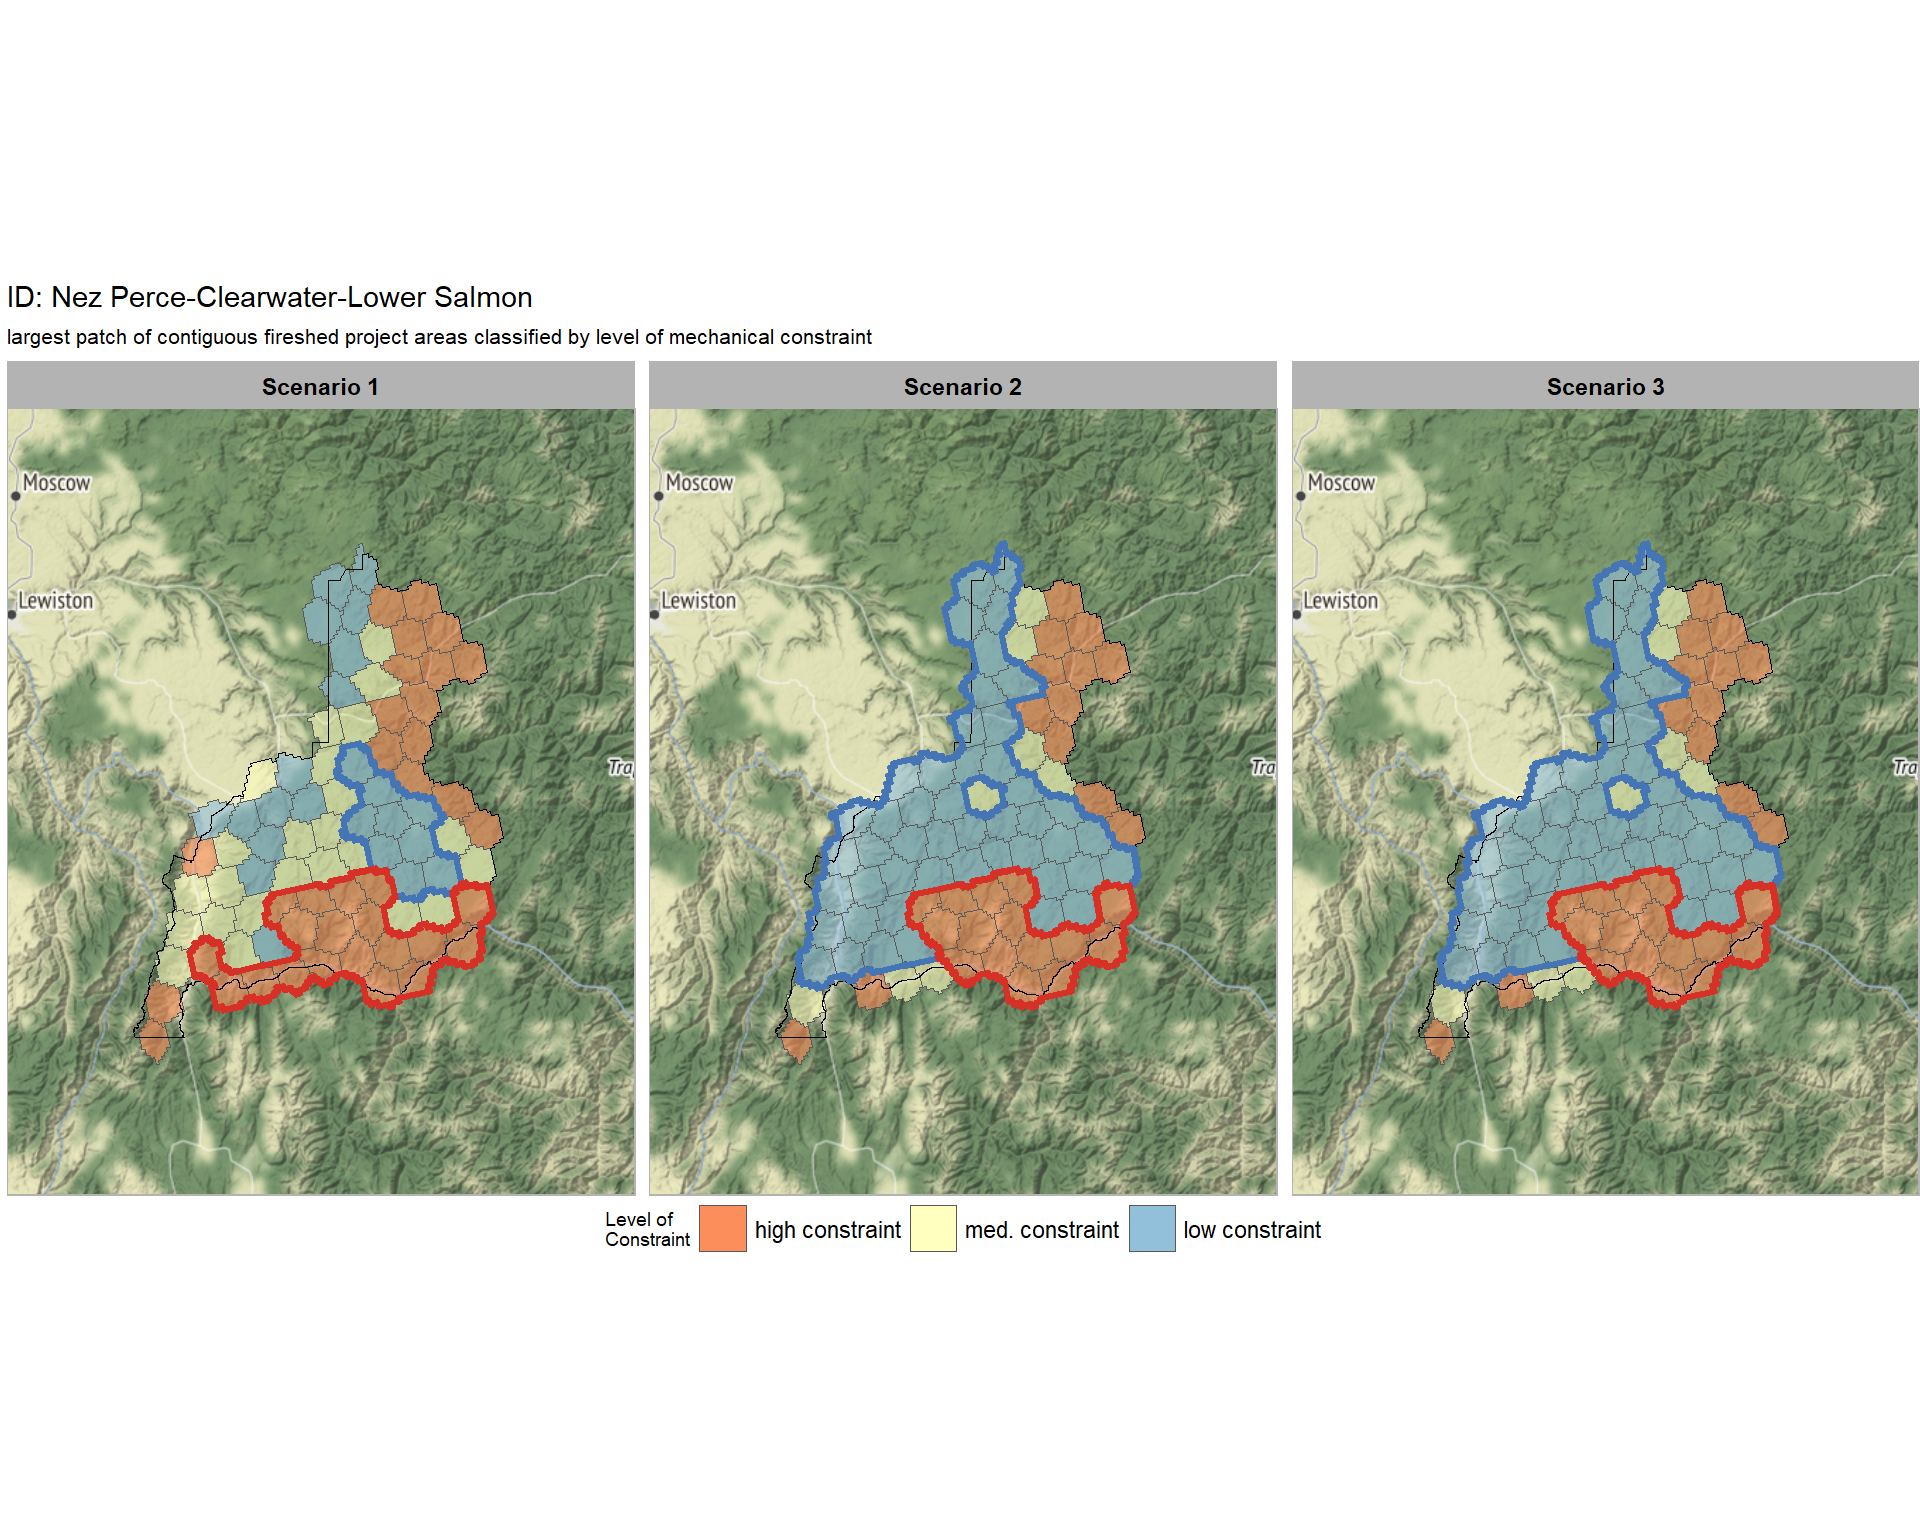 ID: Nez Perce-Clearwater-Lower Salmon
largest patch of contiguous fireshed project areas classified by level of mechanical constraint
Scenario 1
Scenario 2
Scenario 3
Moscow
Lewiston
Tra
Moscow
Lewiston
Tra
Moscow
Lewiston
Tra
Level of
Constraint
high constraint
med. constraint
low constraint